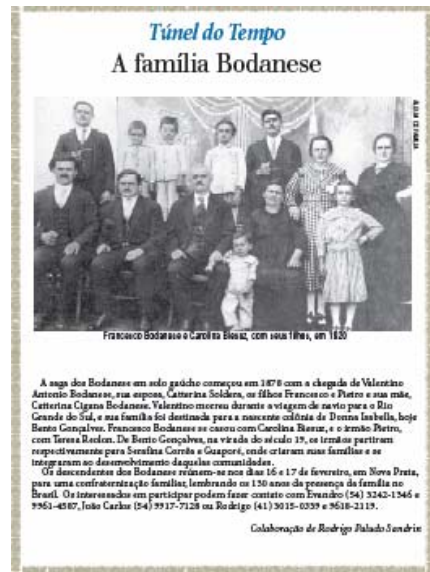 Túnel do Tempo
A família Bodanese
Francesco Bodanese e Carolina Biesuz, com seus filhos, em 1920
A saga dos Bodanese em solo gaúcho começou em 1878 com a chegada de Valentino
Antonio Bodanese, sua esposa, Catterina Soldera, os filhos Francesco e Pietro e sua mãe,
Catterina Cigana Bodanese. Valentino morreu durante a viagem de navio para o Rio
Grande do Sul, e sua família foi destinada para a nascente colônia de Donna Isabella, hoje
Bento Gonçalves. Francesco Bodanese se casou com Carolina Biesuz, e o irmão Pietro,
com Teresa Reolon. De Bento Gonçalves, na virada do século 19, os irmãos partiram
respectivamente para Serafina Corrêa e Guaporé, onde criaram suas famílias e se
integraram ao desenvolvimento daquelas comunidades.
Os descendentes dos Bodanese reúnem-se nos dias 16 e 17 de fevereiro, em Nova Prata,
para uma confraternização familiar, lembrando os 130 anos da presença da família no
Brasil. Os interessados em participar podem fazer contato com Evandro (54) 3242-1346 e
9961-4587, João Carlos (54) 9917-7128 ou Rodrigo (41) 3015-0339 e 9618-2119.
Colaboração de Rodrigo Paludo Sandrin